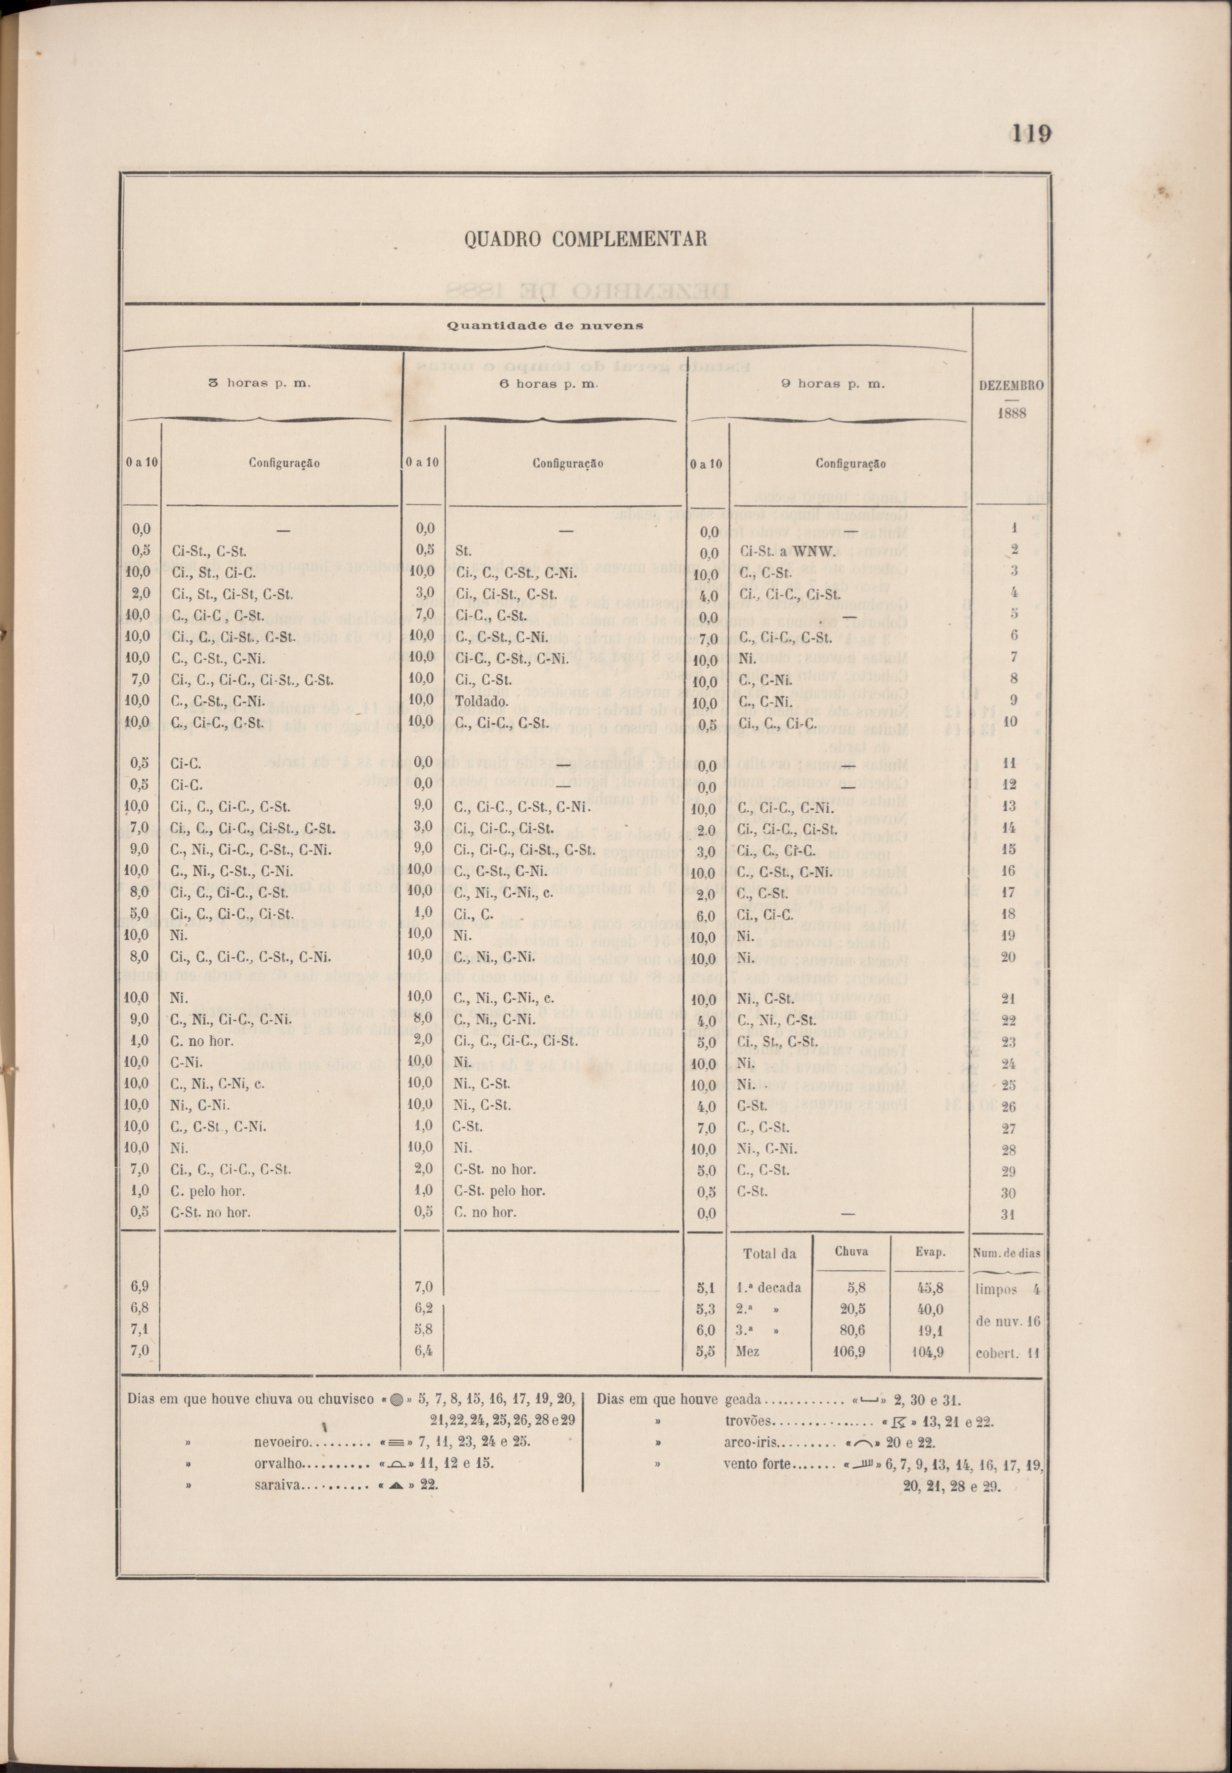 119
QUADRO COMPLEMENTAR
Quantidade de nuvens
3 horas p. m. 6 horas p. m. 9 horas p. m. DEZEMBRO
1888
0 a 10 Configuração 0 a 10 Configuração 0 a 10 Configuração
0,0 — 0,0 — 0,0 — 1
0,5 Ci-St., C-St. 0,5 St. 0,0 Ci-St. a WNW. 2
10,0 Ci., St., Ci-C. 10,0 Ci., C., C-St., C-Ni. 10,0 C., C-St. 3
2,0 Ci., St., Ci-St, C-St. 3,0 Ci., Ci-St., C-St. 4,0 Ci., Ci-C., Ci-St. 4
10,0 C., Ci-C , C-St. 7,0 Ci-C., C-St. 0,0 — 5
10,0 Ci., C., Ci-St., C-St. 10,0 C., C-St., C-Ni. 7,0 C., Ci-C., C-St. 6
10,0 C., C-St., C-Ni. 10,0 Ci-C., C-St., C-Ni. 10,0 Ni. 7
7,0 Ci., C., Ci-C., Ci-St., C-St. 10,0 Ci., C-St. 10,0 C., C-Ni. 8
10,0 C., C-St., C-Ni. 10,0 Toldado. 10,0 C., C-Ni. 9
10,0 C., Ci-C., C-St. 10,0 C., Ci-C., C-St. 0,5 Ci., C., Ci-C. 10
0,5 Ci-C. 0,0 — 0,0 — 11
0,5 Ci-C. 0,0 — 0,0 — 12
10,0 Ci., C., Ci-C., C-St. 9,0 C., Ci-C., C-St., C-Ni. 10,0 C., Ci-C., C-Ni. 13
7,0 Ci., C., Ci-C., Ci-St., C-St. 3,0 Ci., Ci-C., Ci-St. 2.0 Ci., Ci-C., Ci-St. 14
9,0 C., Ni., Ci-C., C-St., C-Ni. 9,0 Ci., Ci-C., Ci-St., C-St. 3,0 Ci., C., Ci-C. 15
10,0 C., Ni., C-St., C-Ni. 10,0 C., C-St., C-Ni. 10,0 C., C-St., C-Ni. 16
8,0 Ci., C., Ci-C., C-St. 10,0 C., Ni., C-Ni., c. 2,0 C., C-St. 17
5,0 Ci., C., Ci-C., Ci-St. 1,0 Ci., C. 6,0 Ci., Ci-C. 18
10,0 Ni. 10,0 Ni. 10,0 Ni. 19
8,0 Ci., C., Ci-C., C-St., C-Ni. 10,0 C., Ni., C-Ni. 10,0 Ni. 20
10,0 Ni. 10,0 C., Ni., C-Ni., c. 10,0 Ni., C-St. 21
9,0 C., Ni., Ci-C., C-Ni. 8,0 C., Ni., C-Ni. 4,0 C., Ni., C-St. 22
1,0 C. no hor. 2,0 Ci., C., Ci-C., Ci-St. 5,0 Ci., St., C-St. 23
10,0 C-Ni. 10,0 Ni. 10,0 Ni. 24
10,0 C., Ni., C-Ni, c. 10,0 Ni., C-St. 10,0 Ni. 25
10,0 Ni., C-Ni. 10,0 Ni., C-St. 4,0 C-St. 26
10,0 C., C-St , C-Ni. 1,0 C-St. 7,0 C., C-St. 27
10,0 Ni. 10,0 Ni. 10,0 Ni., C-Ni. 28
7,0 Ci., C., Ci-C., C-St. 2,0 C-St. no hor. 5,0 C., C-St. 29
1,0 C. pelo hor. 1,0 C-St. pelo hor. 0,5 C-St. 30
0,5 C-St. no hor. 0,5 C. no hor. 0,0 — 31
Total da Chuva Evap. Num. de dias
6,9 7,0 5,1 1.ª decada 5,8 45,8 limpos 4
6,8 6,2 5,3 2.ª » 20,5 40,0
de nuv. 16
7,1 5,8 6,0 3.ª » 80,6 19,1
7,0 6,4 5,5 Mez 106,9 104,9 cobert. 11
Dias em que houve chuva ou chuvisco « » 5, 7, 8, 15, 16, 17, 19, 20,
21, 22, 24, 25, 26, 28 e 29
» nevoeiro......... «≡» 7, 11, 23, 24 e 25.
» orvalho.......... « » 11, 12 e 15.
» saraiva.......... « » 22.
Dias em que houve geada............ « » 2, 30 e 31.
» trovões............... « » 13, 21 e 22.
» arco-iris......... « » 20 e 22.
» vento forte....... « » 6, 7, 9, 13, 14, 16, 17, 19,
20, 21, 28 e 29.